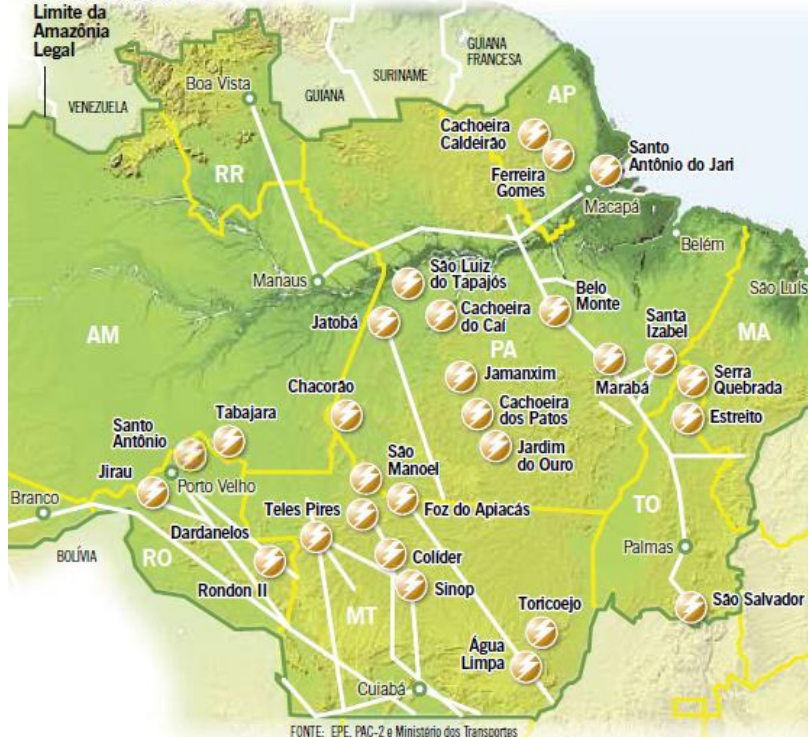 Limite da
Amazônia
Legal
VENEZUELA
Boa Vista
GUIANA
SURINAME
GUIANA
FRANCESA
AP
RR
Cachoeira
Caldeirão
Ferreira
Gomes
Santo
Antônio do Jari
Macapá
Belém
São Luís
Manaus
São Luiz
do Tapajós
Jatobá
Cachoeira
do Caí
Belo
Monte
Santa
Izabel
MA
AM
PA
Jamanxim
Marabá
Serra
Quebrada
Chacorão
Cachoeira
dos Patos
Estreito
Santo
Antônio
Tabajara
Jardim
do Ouro
Jirau
Porto Velho
São
Manoel
Branco
Teles Pires
Foz do Apiacás
TO
Dardanelos
BOLÍVIA
RO
Colíder
Palmas
Rondon II
Sinop
MT
Toricoejo
São Salvador
Água
Limpa
Cuiabá
FONTE: EPE, PAC-2 e Ministério dos Transportes